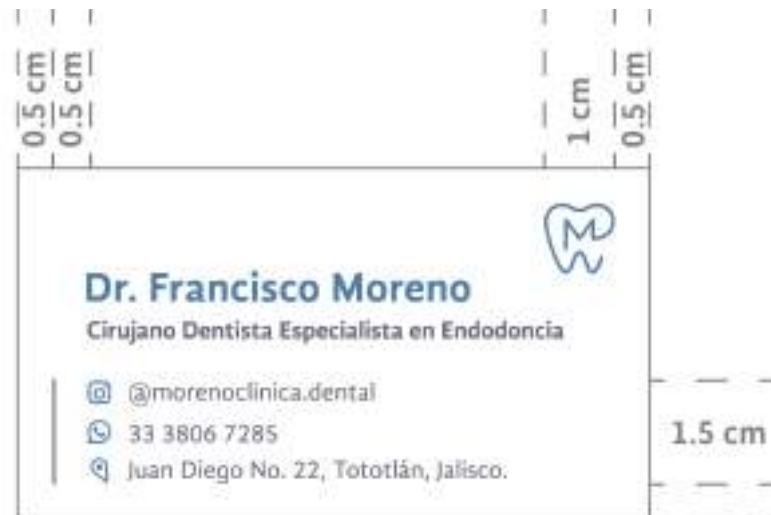 0.5 cm
0.5 cm
1 cm
0.5 cm
M
Dr. Francisco Moreno
Cirujano Dentista Especialista en Endodoncia
@morenoclinica.dental
33 3806 7285
Juan Diego No. 22, Tototlán, Jalisco.
1.5 cm